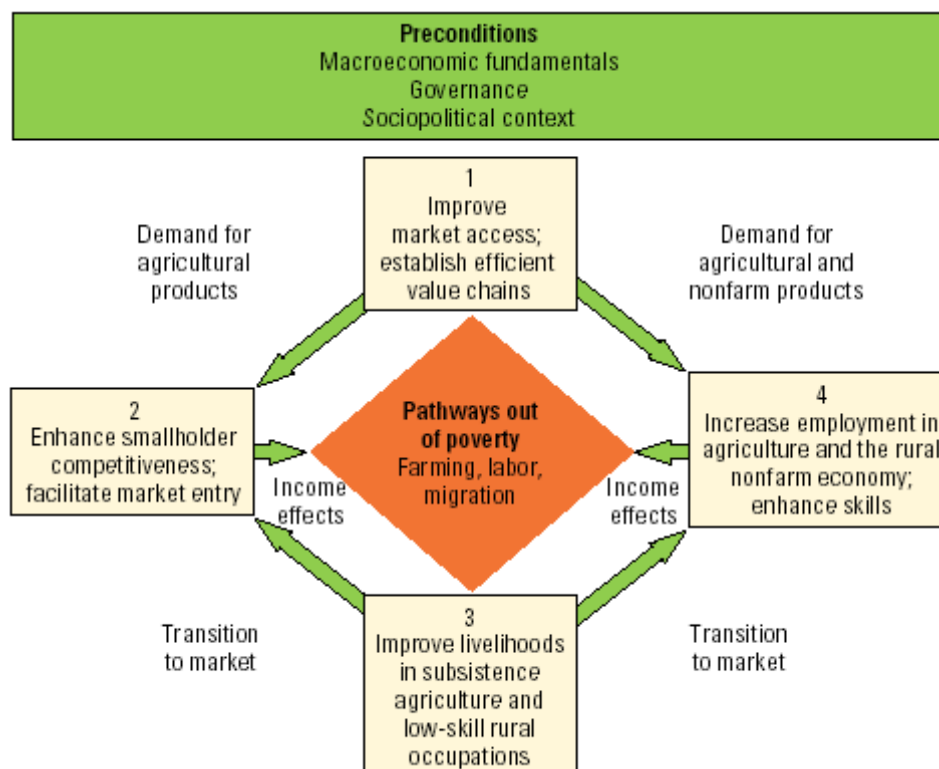 Preconditions
Macroeconomic fundamentals
Governance
Sociopolitical context
1
Improve
market access;
establish efficient
value chains
Demand for
agricultural
products
Demand for
agricultural and
nonfarm products
2
Enhance smallholder
competitiveness;
facilitate market entry
Pathways out
of poverty
Farming, labor,
migration
4
Increase employment in
agriculture and the rural
nonfarm economy;
enhance skills
Income
effects
Income
effects
3
Improve livelihoods
in subsistence
agriculture and
low-skill rural
occupations
Transition
to market
Transition
to market